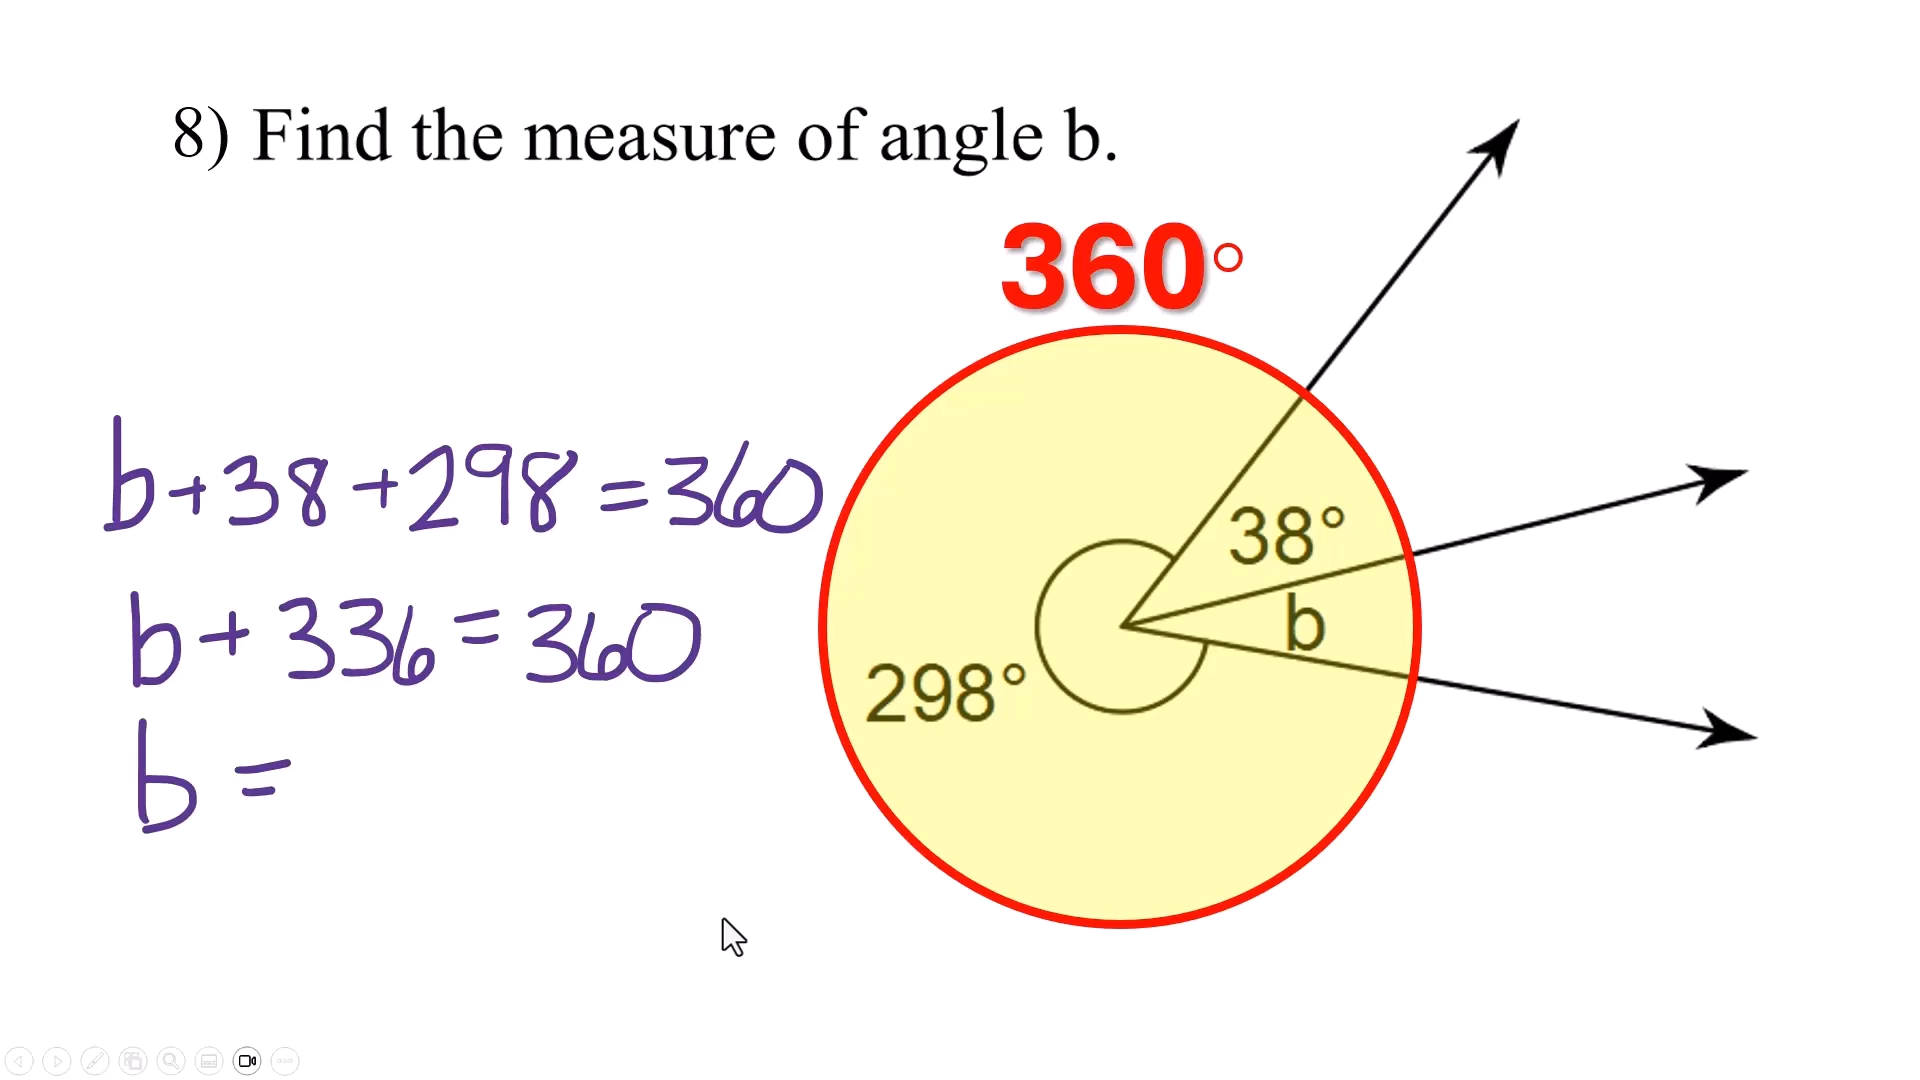 8) Find the measure of angle b.
360°
b+38+298=360
38°
b+336=360
b
298°
b=